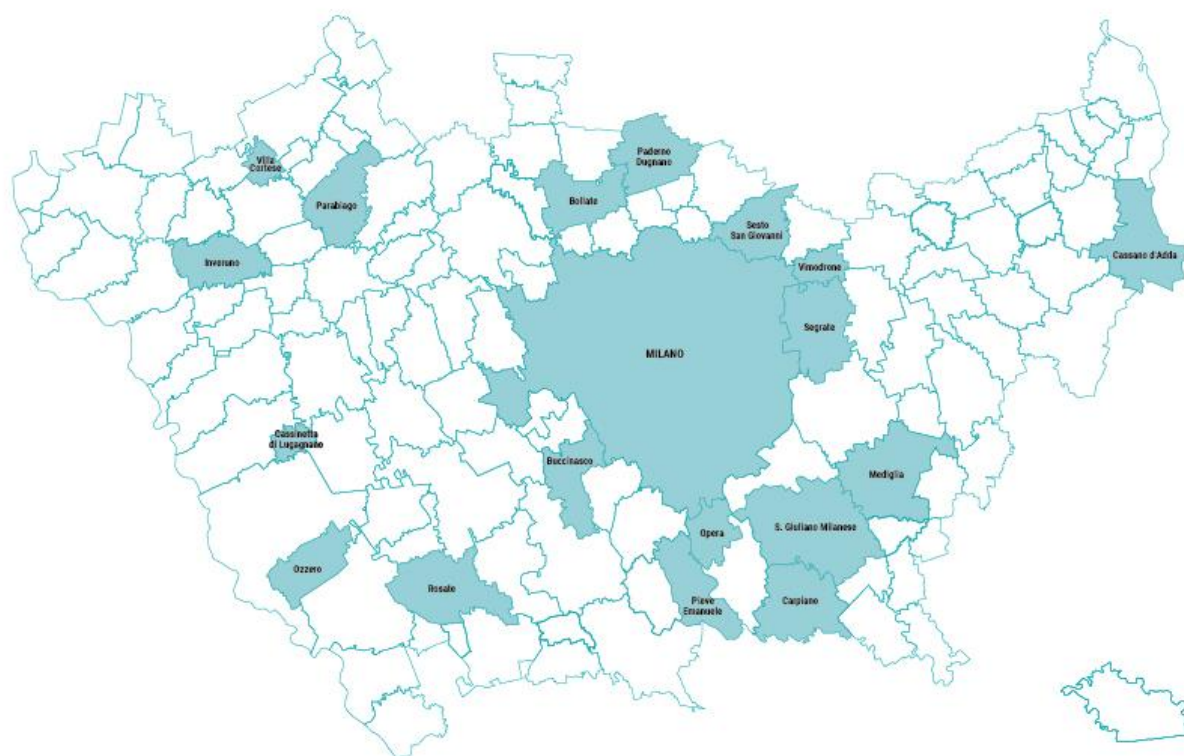 Villa
Cortese
Paderno
Dugnano
Parabiago
Bollate
Sesto
San Giovanni
Inveruno
Vimodrone
Cassano d'Adda
Segrate
MILANO
Cassinetta
di Lugagnano
Buccinasco
Mediglia
Opera
S. Giuliano Milanese
Ozzero
Rosate
Pieve
Emanuele
Carpiano